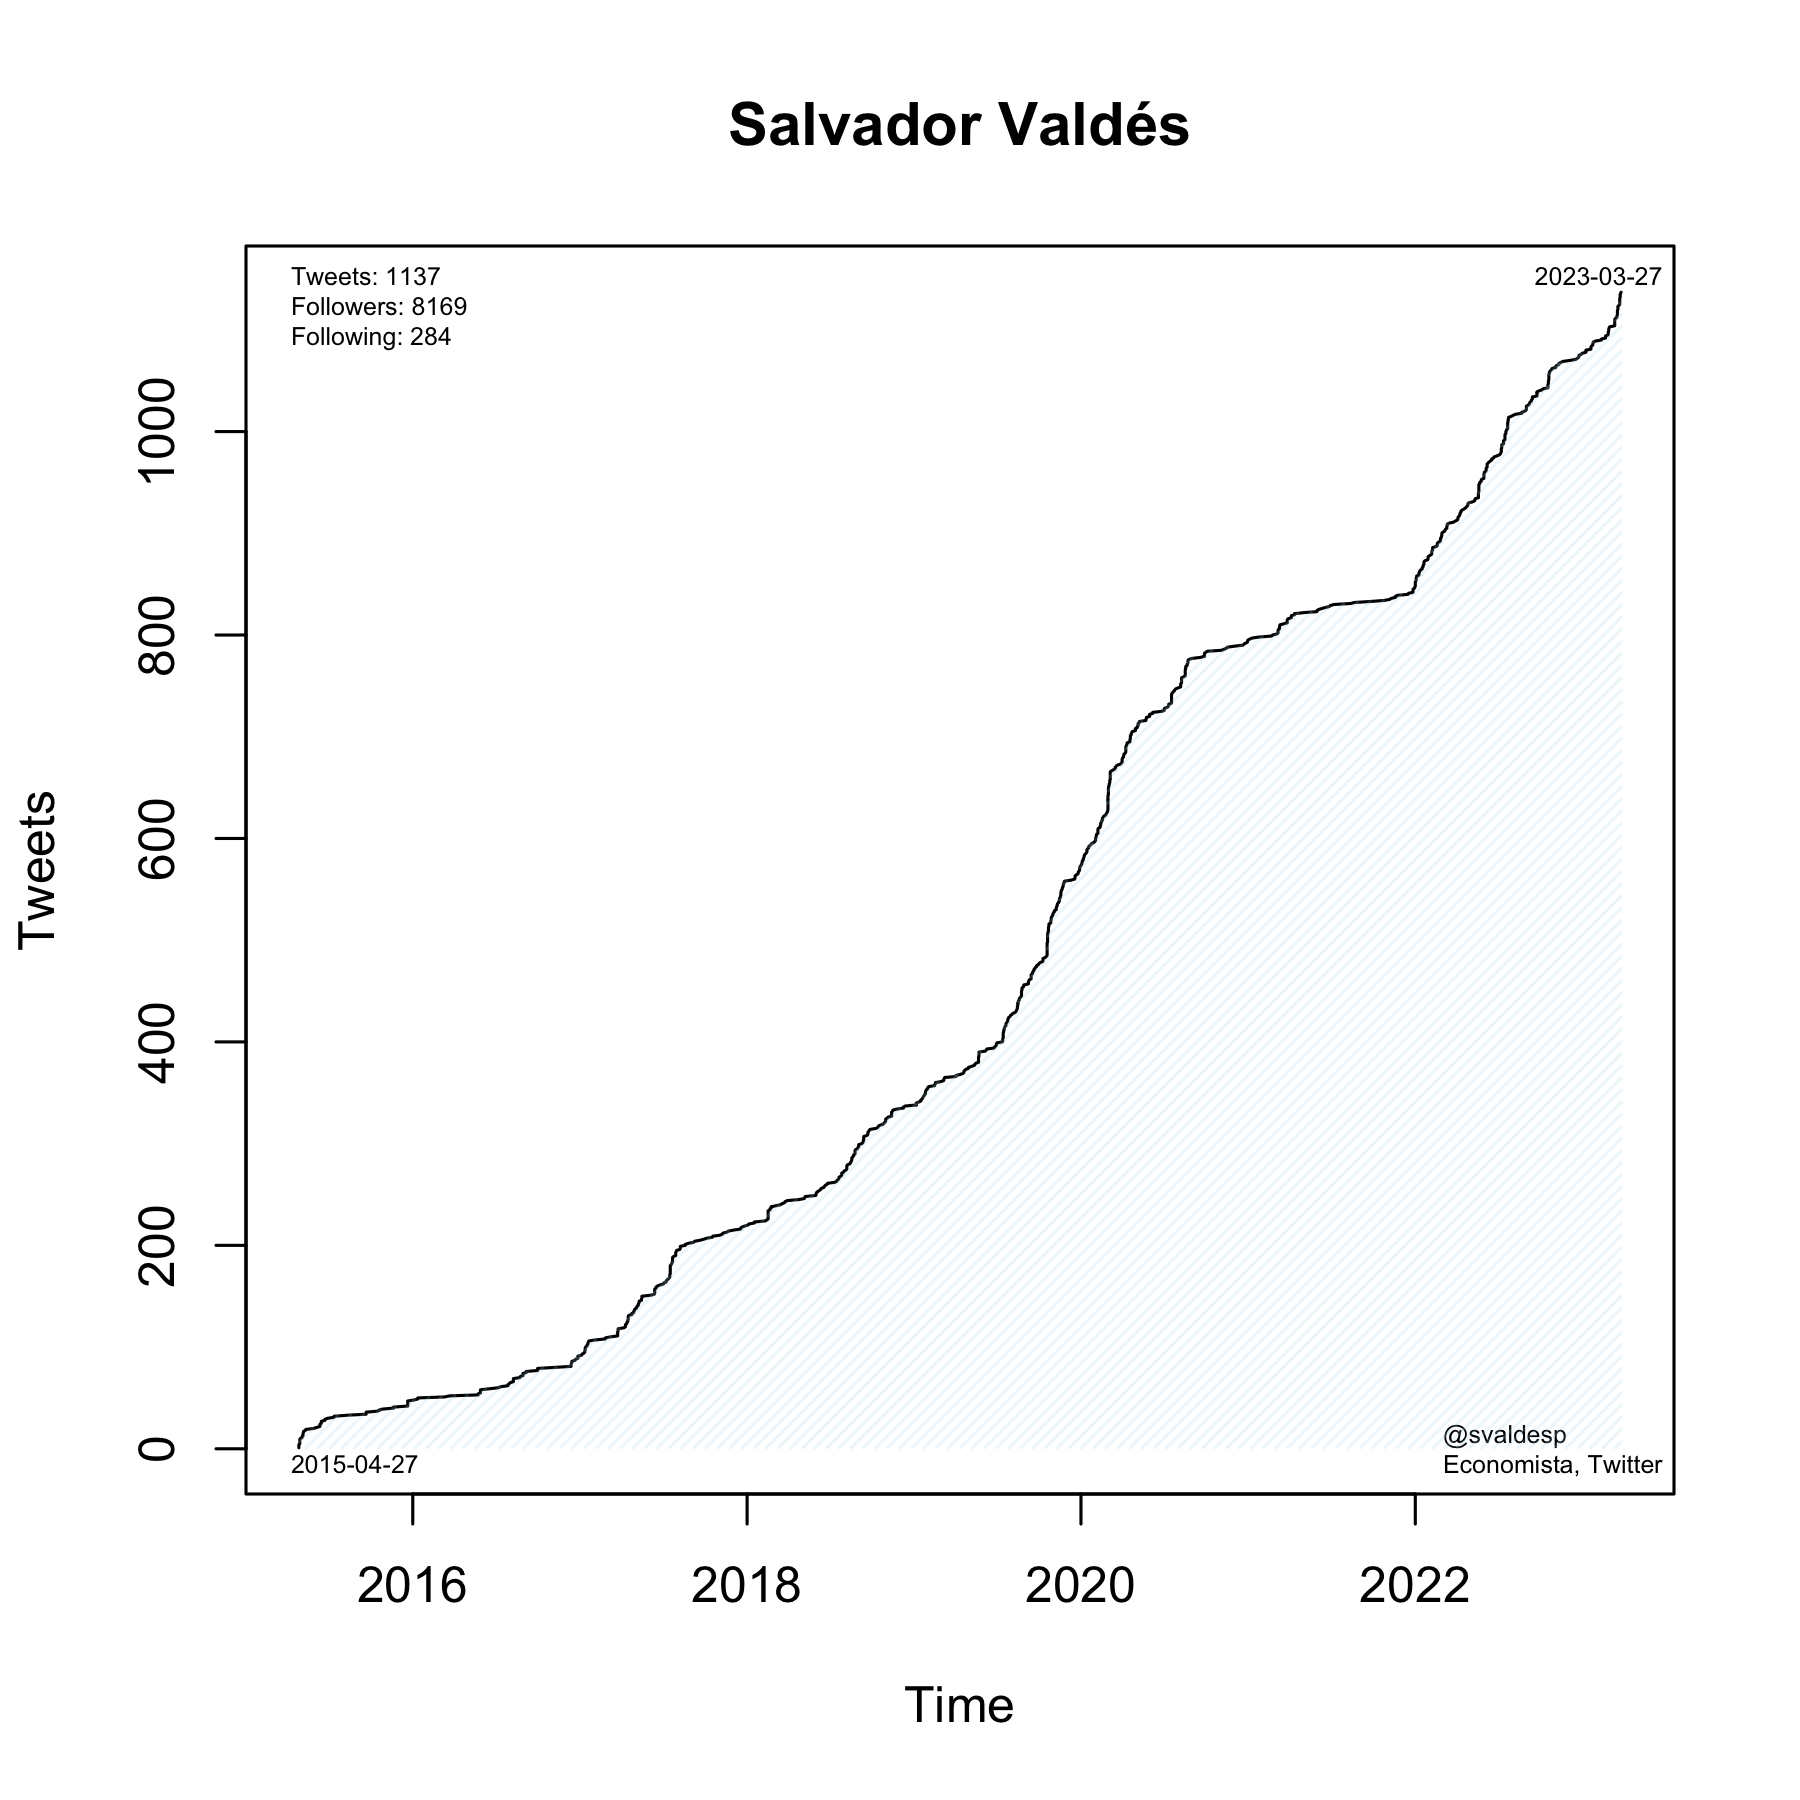 Salvador Valdés
Tweets: 1137
Followers: 8169
Following: 284
2023-03-27
Tweets
1000
800
600
400
200
0
2015-04-27
@svaldesp
Economista, Twitter
2016
2018
2020
2022
Time